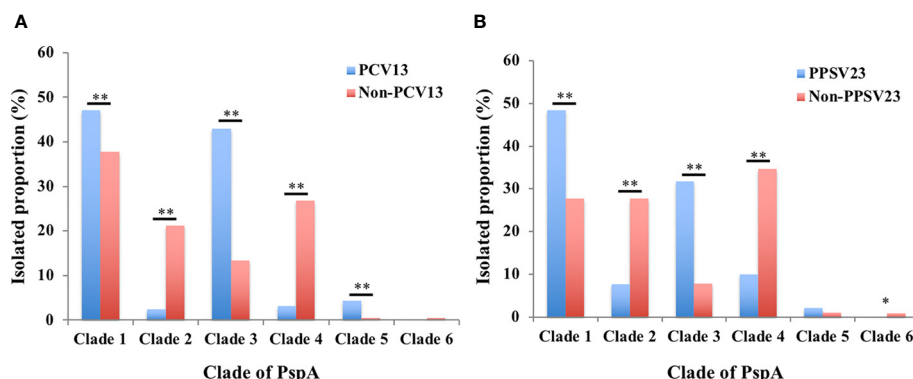 A
Isolated proportion (%)
60
50
40
30
20
10
0
PCV13
Non-PCV13
**
**
**
**
**
Clade 1 Clade 2 Clade 3 Clade 4 Clade 5 Clade 6
Clade of PspA
B
Isolated proportion (%)
60
50
40
30
20
10
0
PPSV23
Non-PPSV23
**
**
**
**
*
Clade 1 Clade 2 Clade 3 Clade 4 Clade 5 Clade 6
Clade of PspA